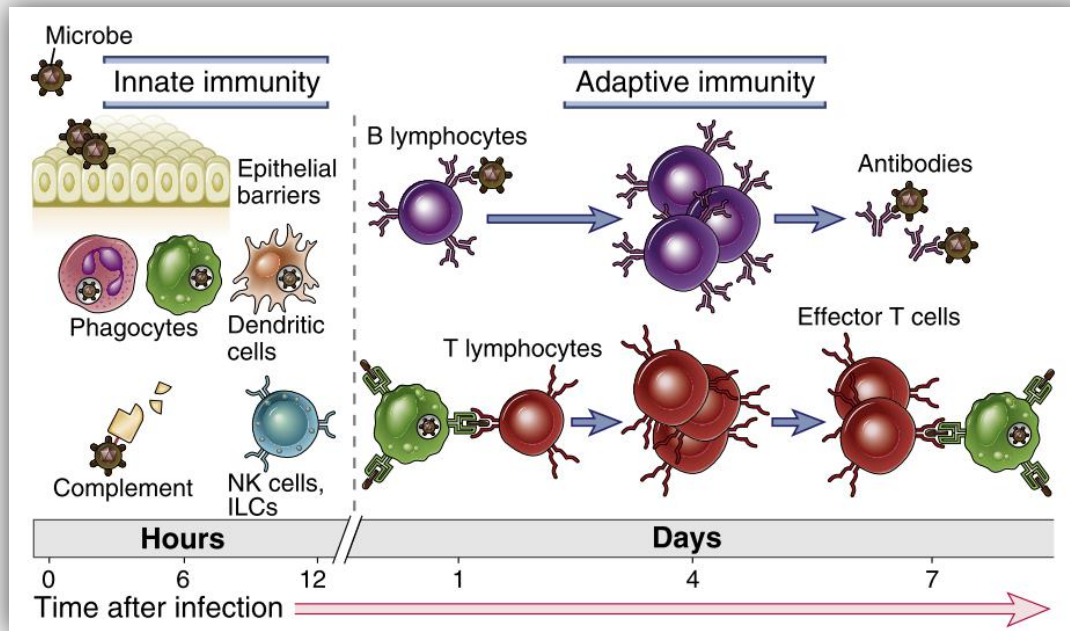 Microbe
Innate immunity
Adaptive immunity
Epithelial
barriers
B lymphocytes
Antibodies
Phagocytes
Dendritic
cells
T lymphocytes
Effector T cells
Complement
NK cells,
ILCs
Hours
Days
0 6 12 1 4 7
Time after infection